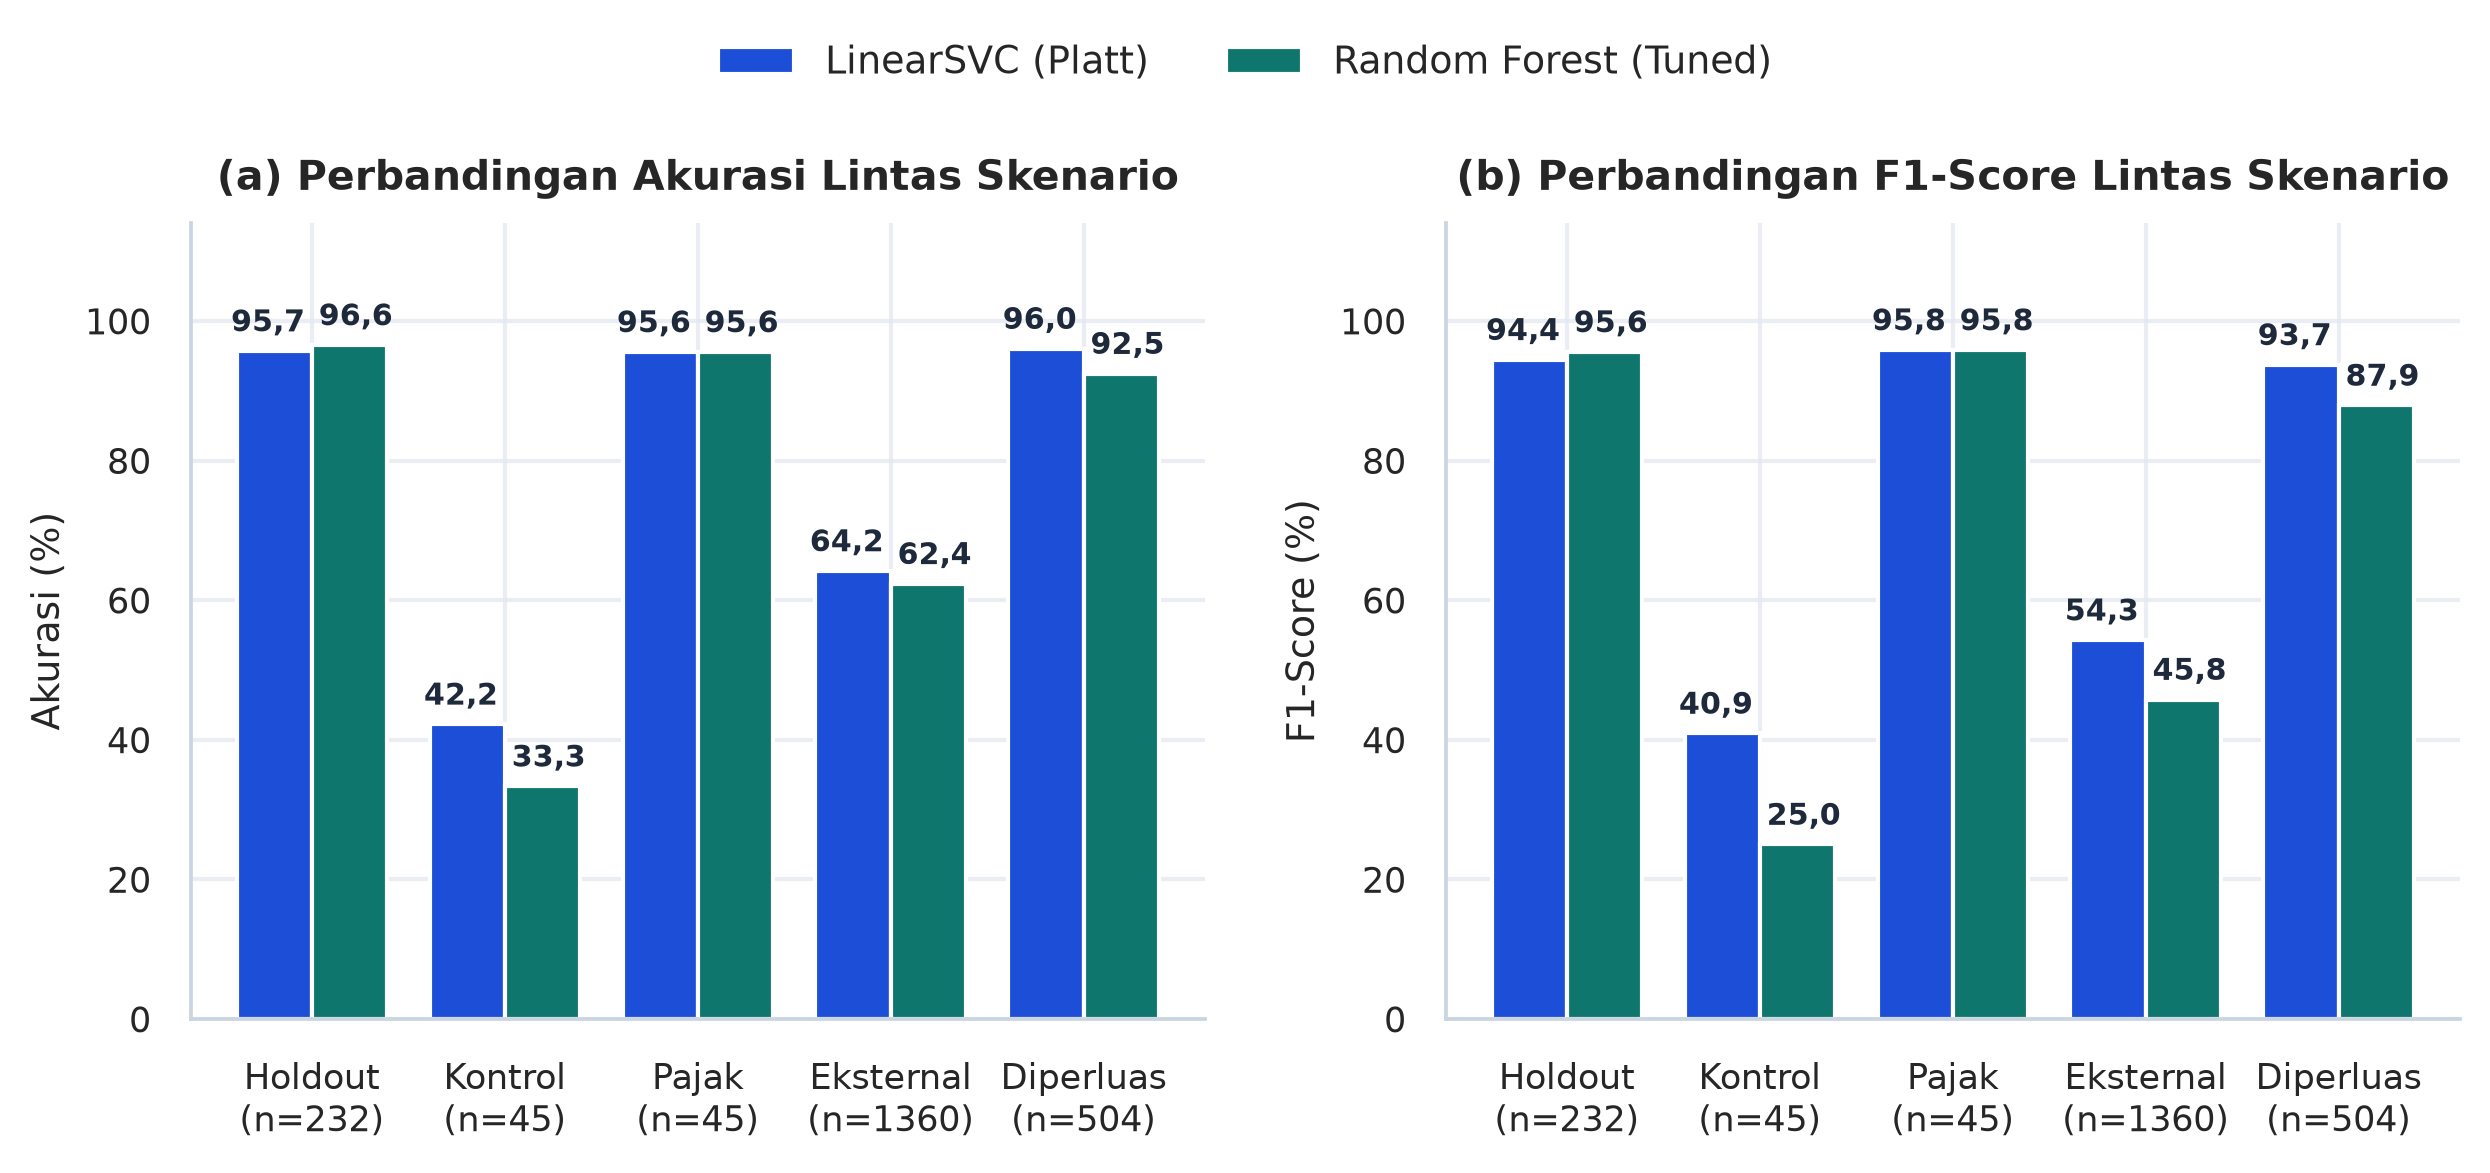 LinearSVC (Platt) Random Forest (Tuned)
(a) Perbandingan Akurasi Lintas Skenario
Akurasi (%)
100
80
60
40
20
0
95,7 96,6
42,2 33,3
95,6 95,6
64,2 62,4
96,0 92,5
Holdout Kontrol Pajak Eksternal Diperluas
(n=232) (n=45) (n=45) (n=1360) (n=504)
(b) Perbandingan F1-Score Lintas Skenario
F1-Score (%)
100
80
60
40
20
0
94,4 95,6
40,9 25,0
95,8 95,8
54,3 45,8
93,7 87,9
Holdout Kontrol Pajak Eksternal Diperluas
(n=232) (n=45) (n=45) (n=1360) (n=504)